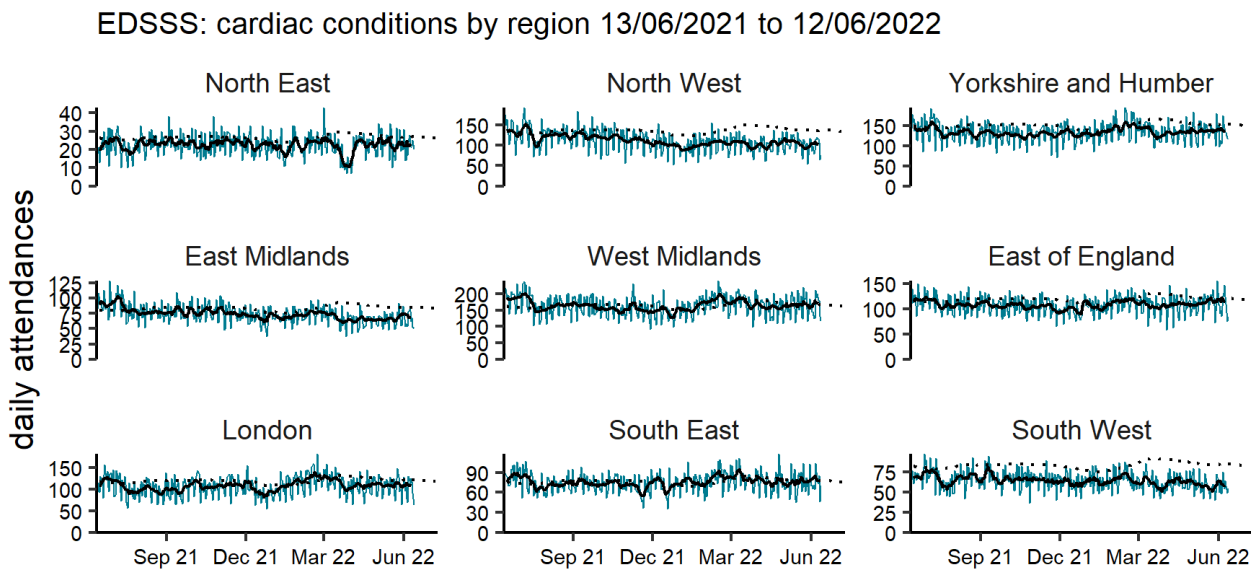 EDSSS: cardiac conditions by region 13/06/2021 to 12/06/2022
daily attendances
North East
40
30
20
10
0
North West
150
100
50
0
Yorkshire and Humber
150
100
50
0
East Midlands
125
100
75
50
25
0
West Midlands
200
150
100
50
0
East of England
150
100
50
0
London
150
100
50
0
South East
90
60
30
0
South West
75
50
25
0
Sep 21 Dec 21 Mar 22 Jun 22
Sep 21 Dec 21 Mar 22 Jun 22
Sep 21 Dec 21 Mar 22 Jun 22